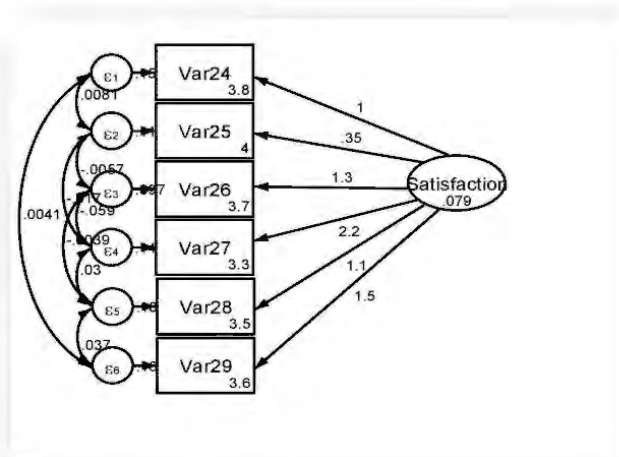 ε1
Var24
3.8
1
.0081
ε2
Var25
4
.35
-.0057
ε3
Var26
3.7
1.3
Satisfaction
.079
.0041
-.059
ε4
Var27
3.3
2.2
.03
ε5
Var28
3.5
1.1
1.5
.037
ε6
Var29
3.6